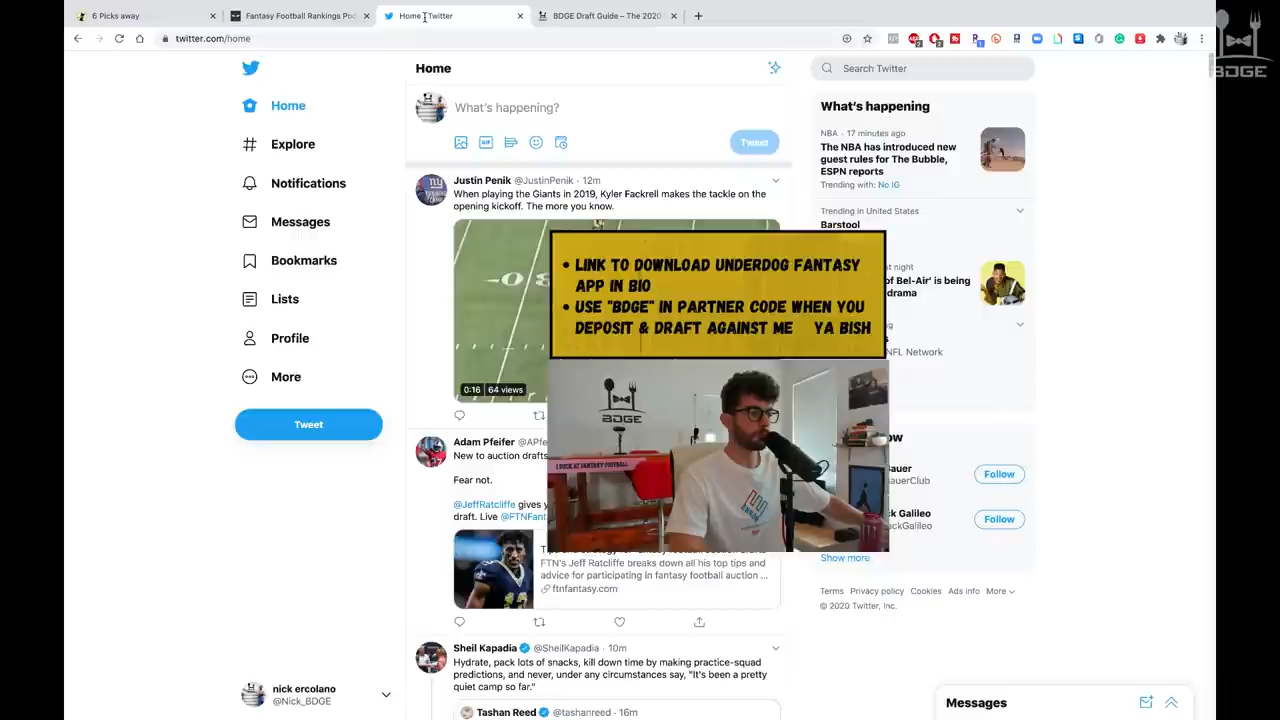 6 Picks away
Fantasy Football Rankings Pod
Home / Twitter
BDGE Draft Guide – The 2020
twitter.com/home
BDGE
Home
What's happening?
Tweet
Home
Explore
Notifications
Messages
Bookmarks
Lists
Profile
More
Tweet
Justin Penik @JustinPenik · 12m
When playing the Giants in 2019, Kyler Fackrell makes the tackle on the
opening kickoff. The more you know.
0:16 64 views
• LINK TO DOWNLOAD UNDERDOG FANTASY
APP IN BIO
• USE "BDGE" IN PARTNER CODE WHEN YOU
DEPOSIT & DRAFT AGAINST ME YA BISH
BDGE
I SUCK AT FANTASY FOOTBALL
Adam Pfeifer
New to auction drafts
Fear not.
@JeffRatcliffe gives
draft. Live @FTNFant
FTN's Jeff Ratcliffe breaks down all his top tips and
advice for participating in fantasy football auction ...
ftnfantasy.com
Sheil Kapadia @SheilKapadia · 10m
Hydrate, pack lots of snacks, kill down time by making practice-squad
predictions, and never, under any circumstances say, "It's been a pretty
quiet camp so far."
Tashan Reed @tashanreed · 16m
Search Twitter
What's happening
NBA · 17 minutes ago
The NBA has introduced new
guest rules for The Bubble,
ESPN reports
Trending with: No IG
Trending in United States
Barstool
night
of Bel-Air' is being
drama
NFL Network
Follow
Follow
Show more
Terms Privacy policy Cookies Ads info More
© 2020 Twitter, Inc.
nick ercolano
@Nick_BDGE
Messages